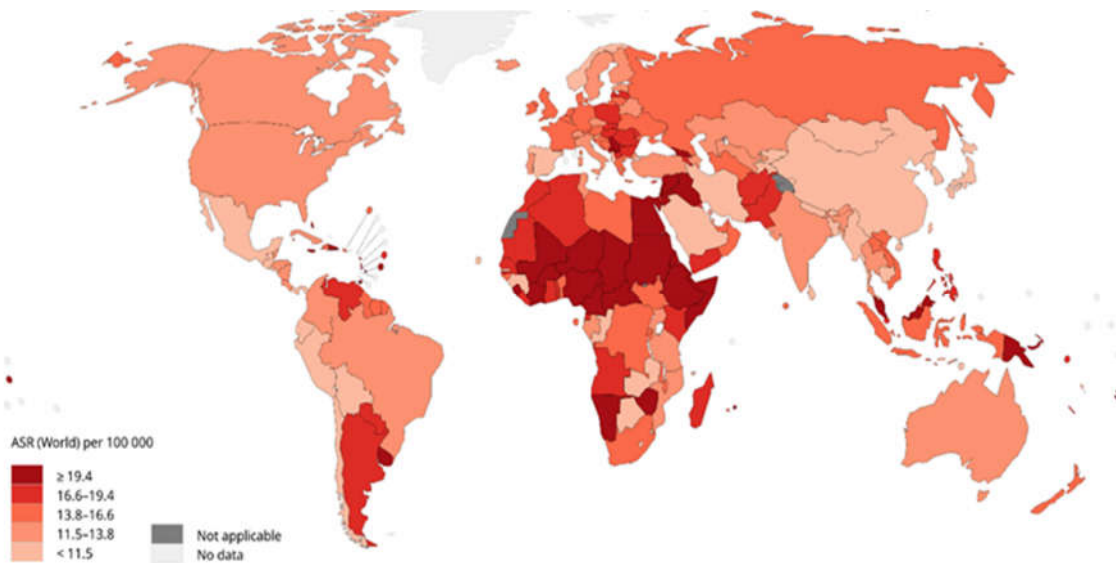 ASR (World) per 100 000
≥ 19.4
16.6–19.4
13.8–16.6
11.5–13.8
< 11.5
Not applicable
No data